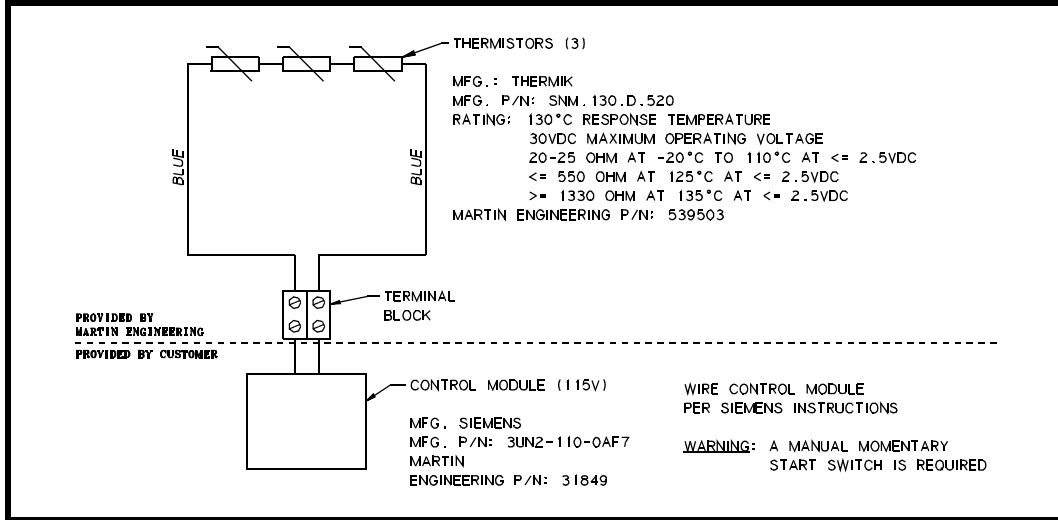 THERMISTORS (3)
MFG.: THERMIK
MFG. P/N: SNM.130.D.520
RATING: 130°C RESPONSE TEMPERATURE
30VDC MAXIMUM OPERATING VOLTAGE
20-25 OHM AT -20°C TO 110°C AT <= 2.5VDC
<= 550 OHM AT 125°C AT <= 2.5VDC
>= 1330 OHM AT 135°C AT <= 2.5VDC
MARTIN ENGINEERING P/N: 539503
BLUE
BLUE
TERMINAL
BLOCK
PROVIDED BY
MARTIN ENGINEERING
PROVIDED BY CUSTOMER
CONTROL MODULE (115V)
MFG. SIEMENS
MFG. P/N: 3UN2-110-0AF7
MARTIN
ENGINEERING P/N: 31849
WIRE CONTROL MODULE
PER SIEMENS INSTRUCTIONS
WARNING: A MANUAL MOMENTARY
START SWITCH IS REQUIRED